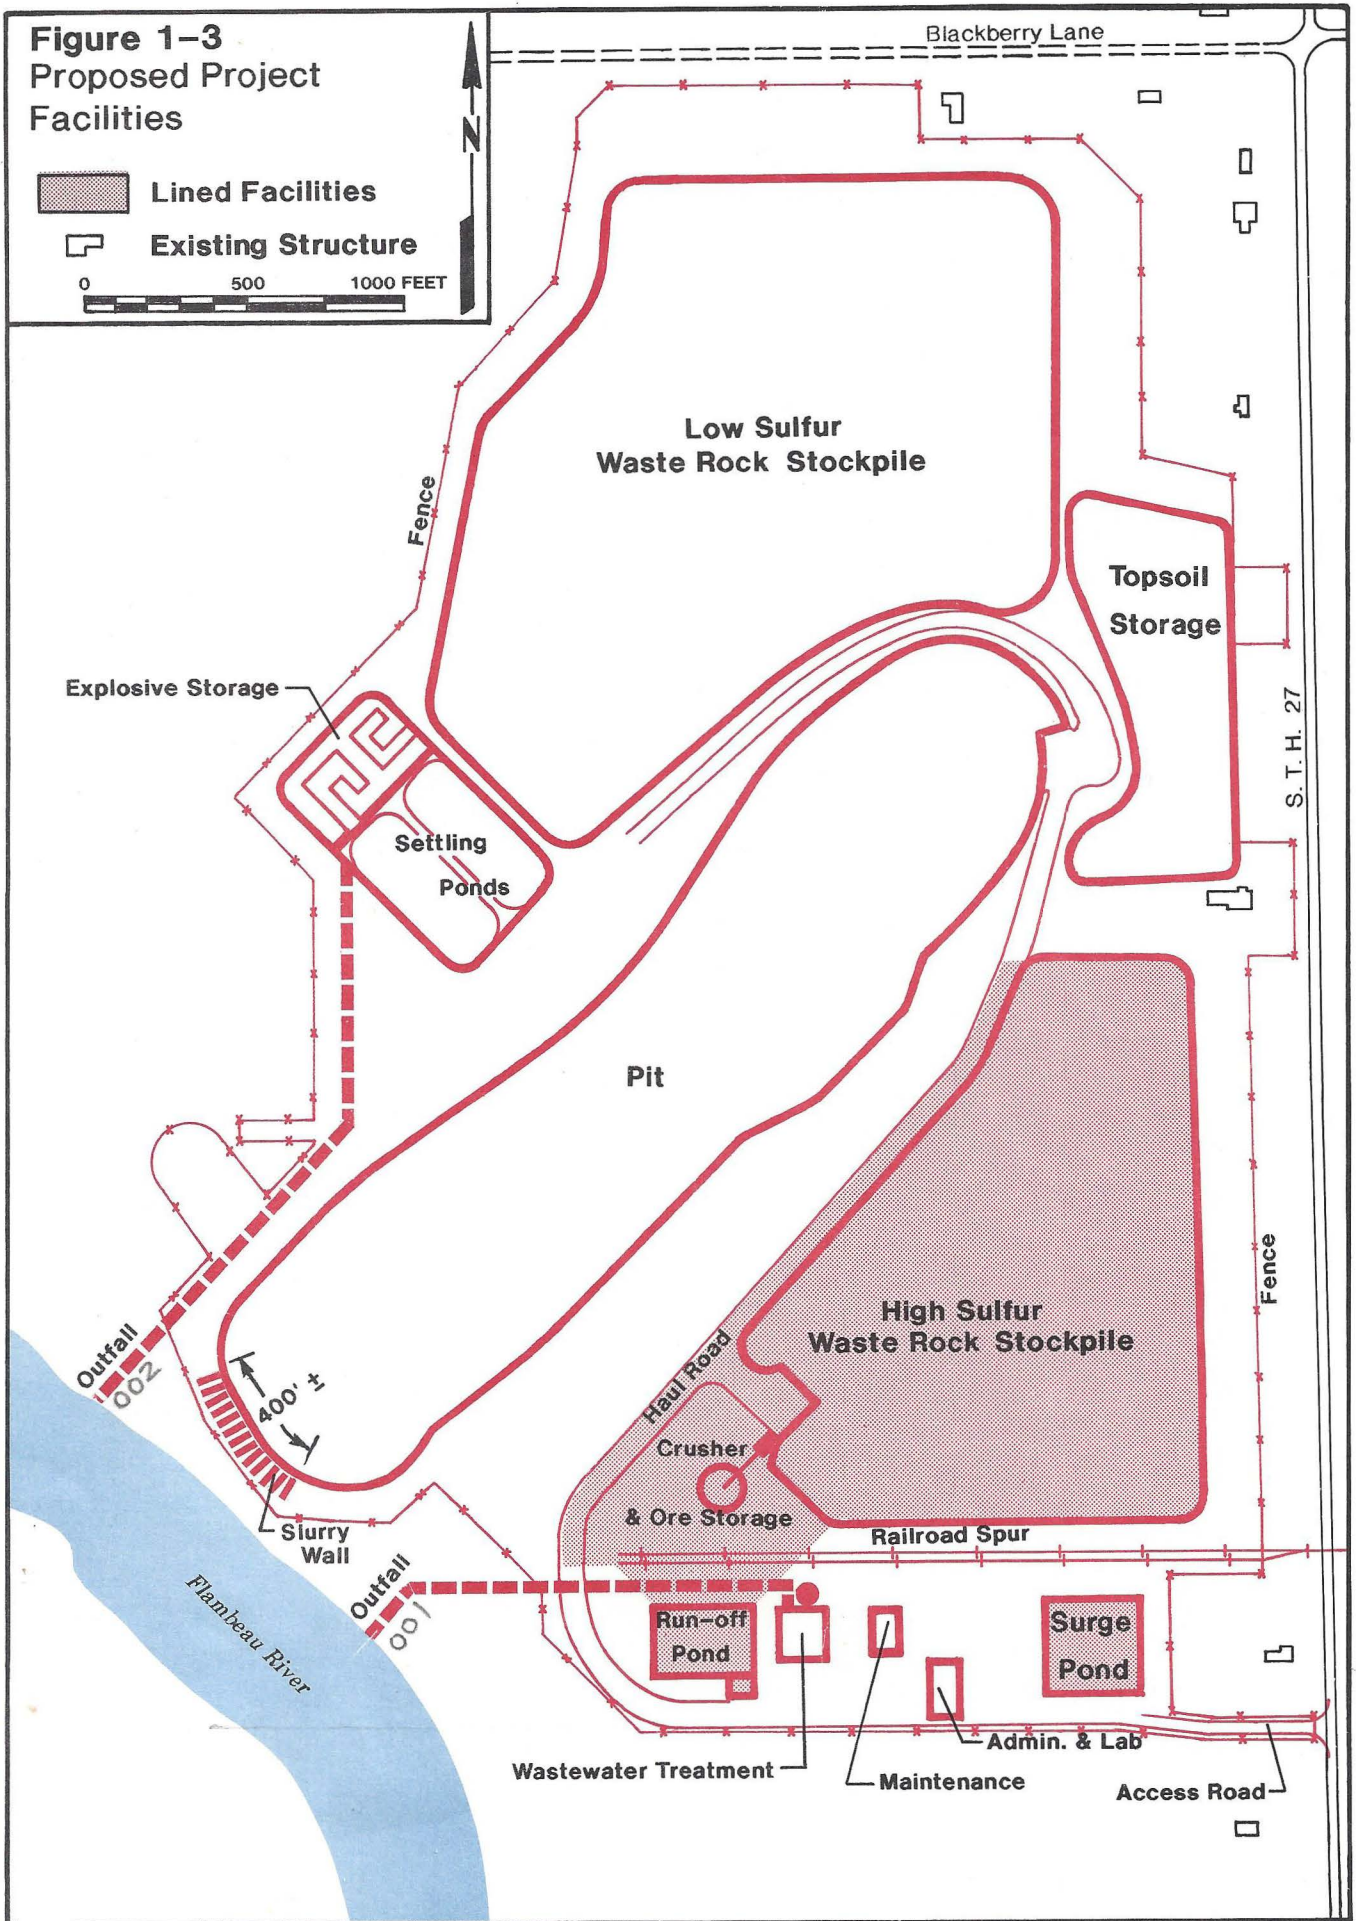 Figure 1-3
Proposed Project
Facilities
N
Lined Facilities
Existing Structure
0 500 1000 FEET
Blackberry Lane
Low Sulfur
Waste Rock Stockpile
Fence
Topsoil
Storage
Explosive Storage
S. T. H. 27
Settling
Ponds
Pit
Fence
High Sulfur
Waste Rock Stockpile
Outfall
002
400' ±
Haul Road
Crusher
& Ore Storage
Slurry
Wall
Railroad Spur
Outfall
001
Flambeau River
Run-off
Pond
Surge
Pond
Admin. & Lab
Wastewater Treatment
Maintenance
Access Road